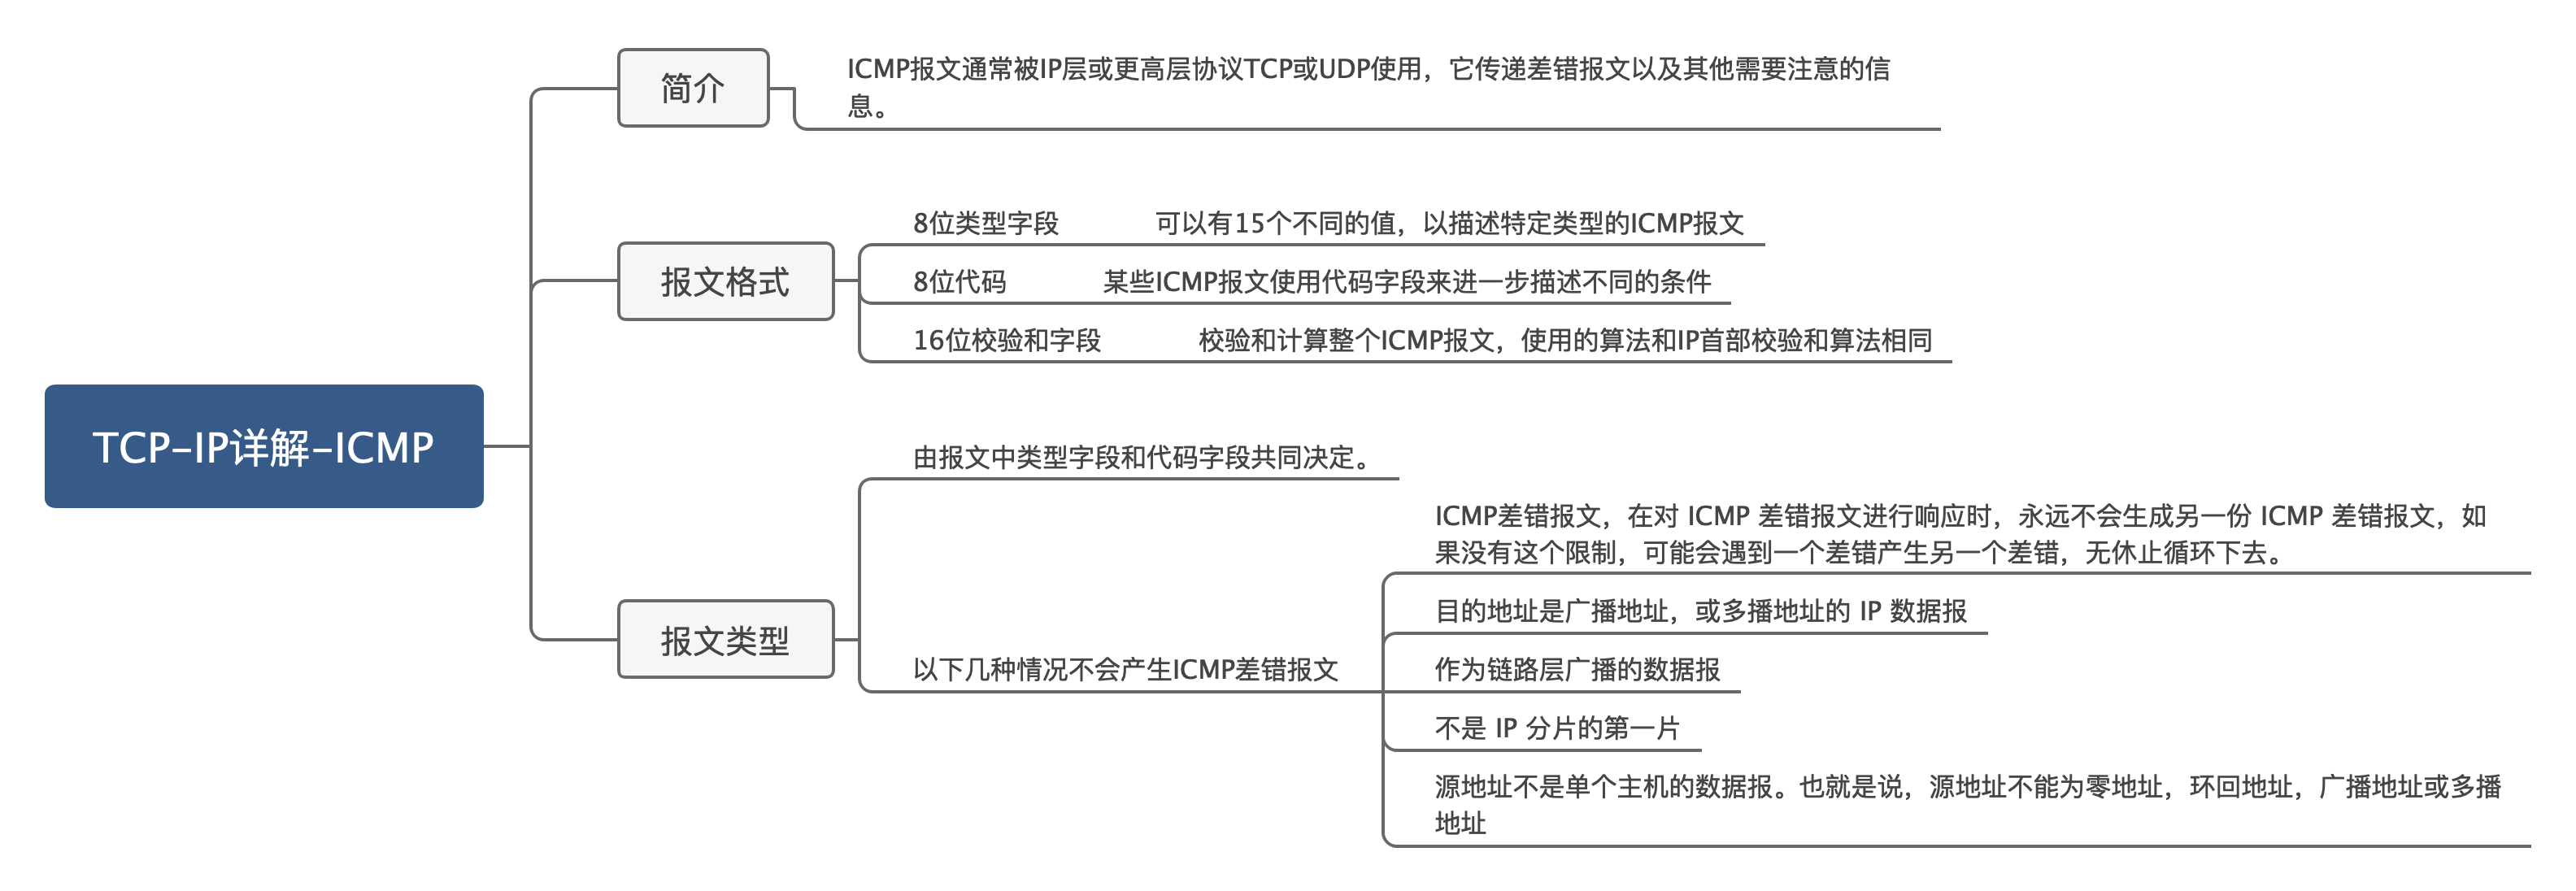 简介
ICMP报文通常被IP层或更高层协议TCP或UDP使用，它传递差错报文以及其他需要注意的信
息。
报文格式
8位类型字段 可以有15个不同的值，以描述特定类型的ICMP报文
8位代码 某些ICMP报文使用代码字段来进一步描述不同的条件
16位校验和字段 校验和计算整个ICMP报文，使用的算法和IP首部校验和算法相同
TCP-IP详解-ICMP
报文类型
由报文中类型字段和代码字段共同决定。
以下几种情况不会产生ICMP差错报文
ICMP差错报文，在对 ICMP 差错报文进行响应时，永远不会生成另一份 ICMP 差错报文，如
果没有这个限制，可能会遇到一个差错产生另一个差错，无休止循环下去。
目的地址是广播地址，或多播地址的 IP 数据报
作为链路层广播的数据报
不是 IP 分片的第一片
源地址不是单个主机的数据报。也就是说，源地址不能为零地址，环回地址，广播地址或多播
地址